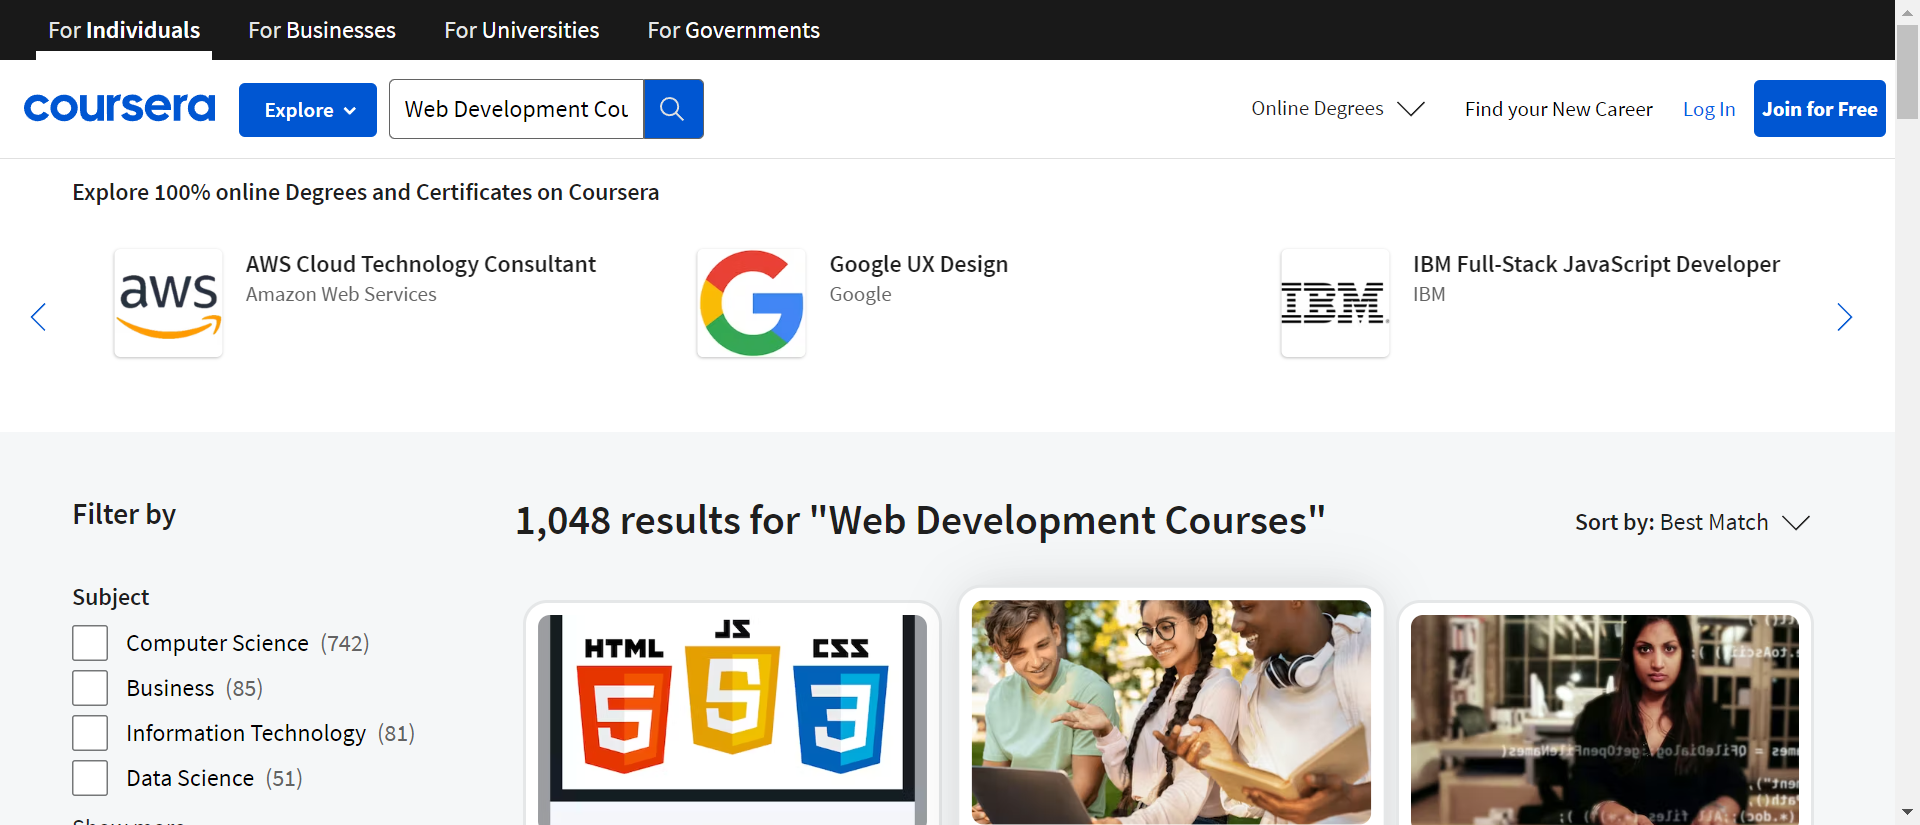 For Individuals
For Businesses
For Universities
For Governments
coursera
Explore
Web Development Cou
Online Degrees
Find your New Career
Log In
Join for Free
Explore 100% online Degrees and Certificates on Coursera
aws
AWS Cloud Technology Consultant
Amazon Web Services
Google UX Design
Google
IBM
IBM Full-Stack JavaScript Developer
IBM
Filter by
1,048 results for "Web Development Courses"
Sort by: Best Match
Subject
Computer Science (742)
Business (85)
Information Technology (81)
Data Science (51)
Show more
HTML
JS
CSS
5
5
3